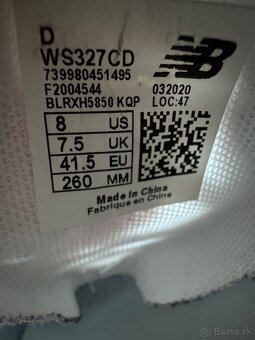 D
WS327CD
739980451495
F2004544 032020
BLRXH5850 KQP LOC:47
8 US
7.5 UK
41.5 EU
260 MM
Made in China
Fabriqué en Chine
NB
Bazos.sk